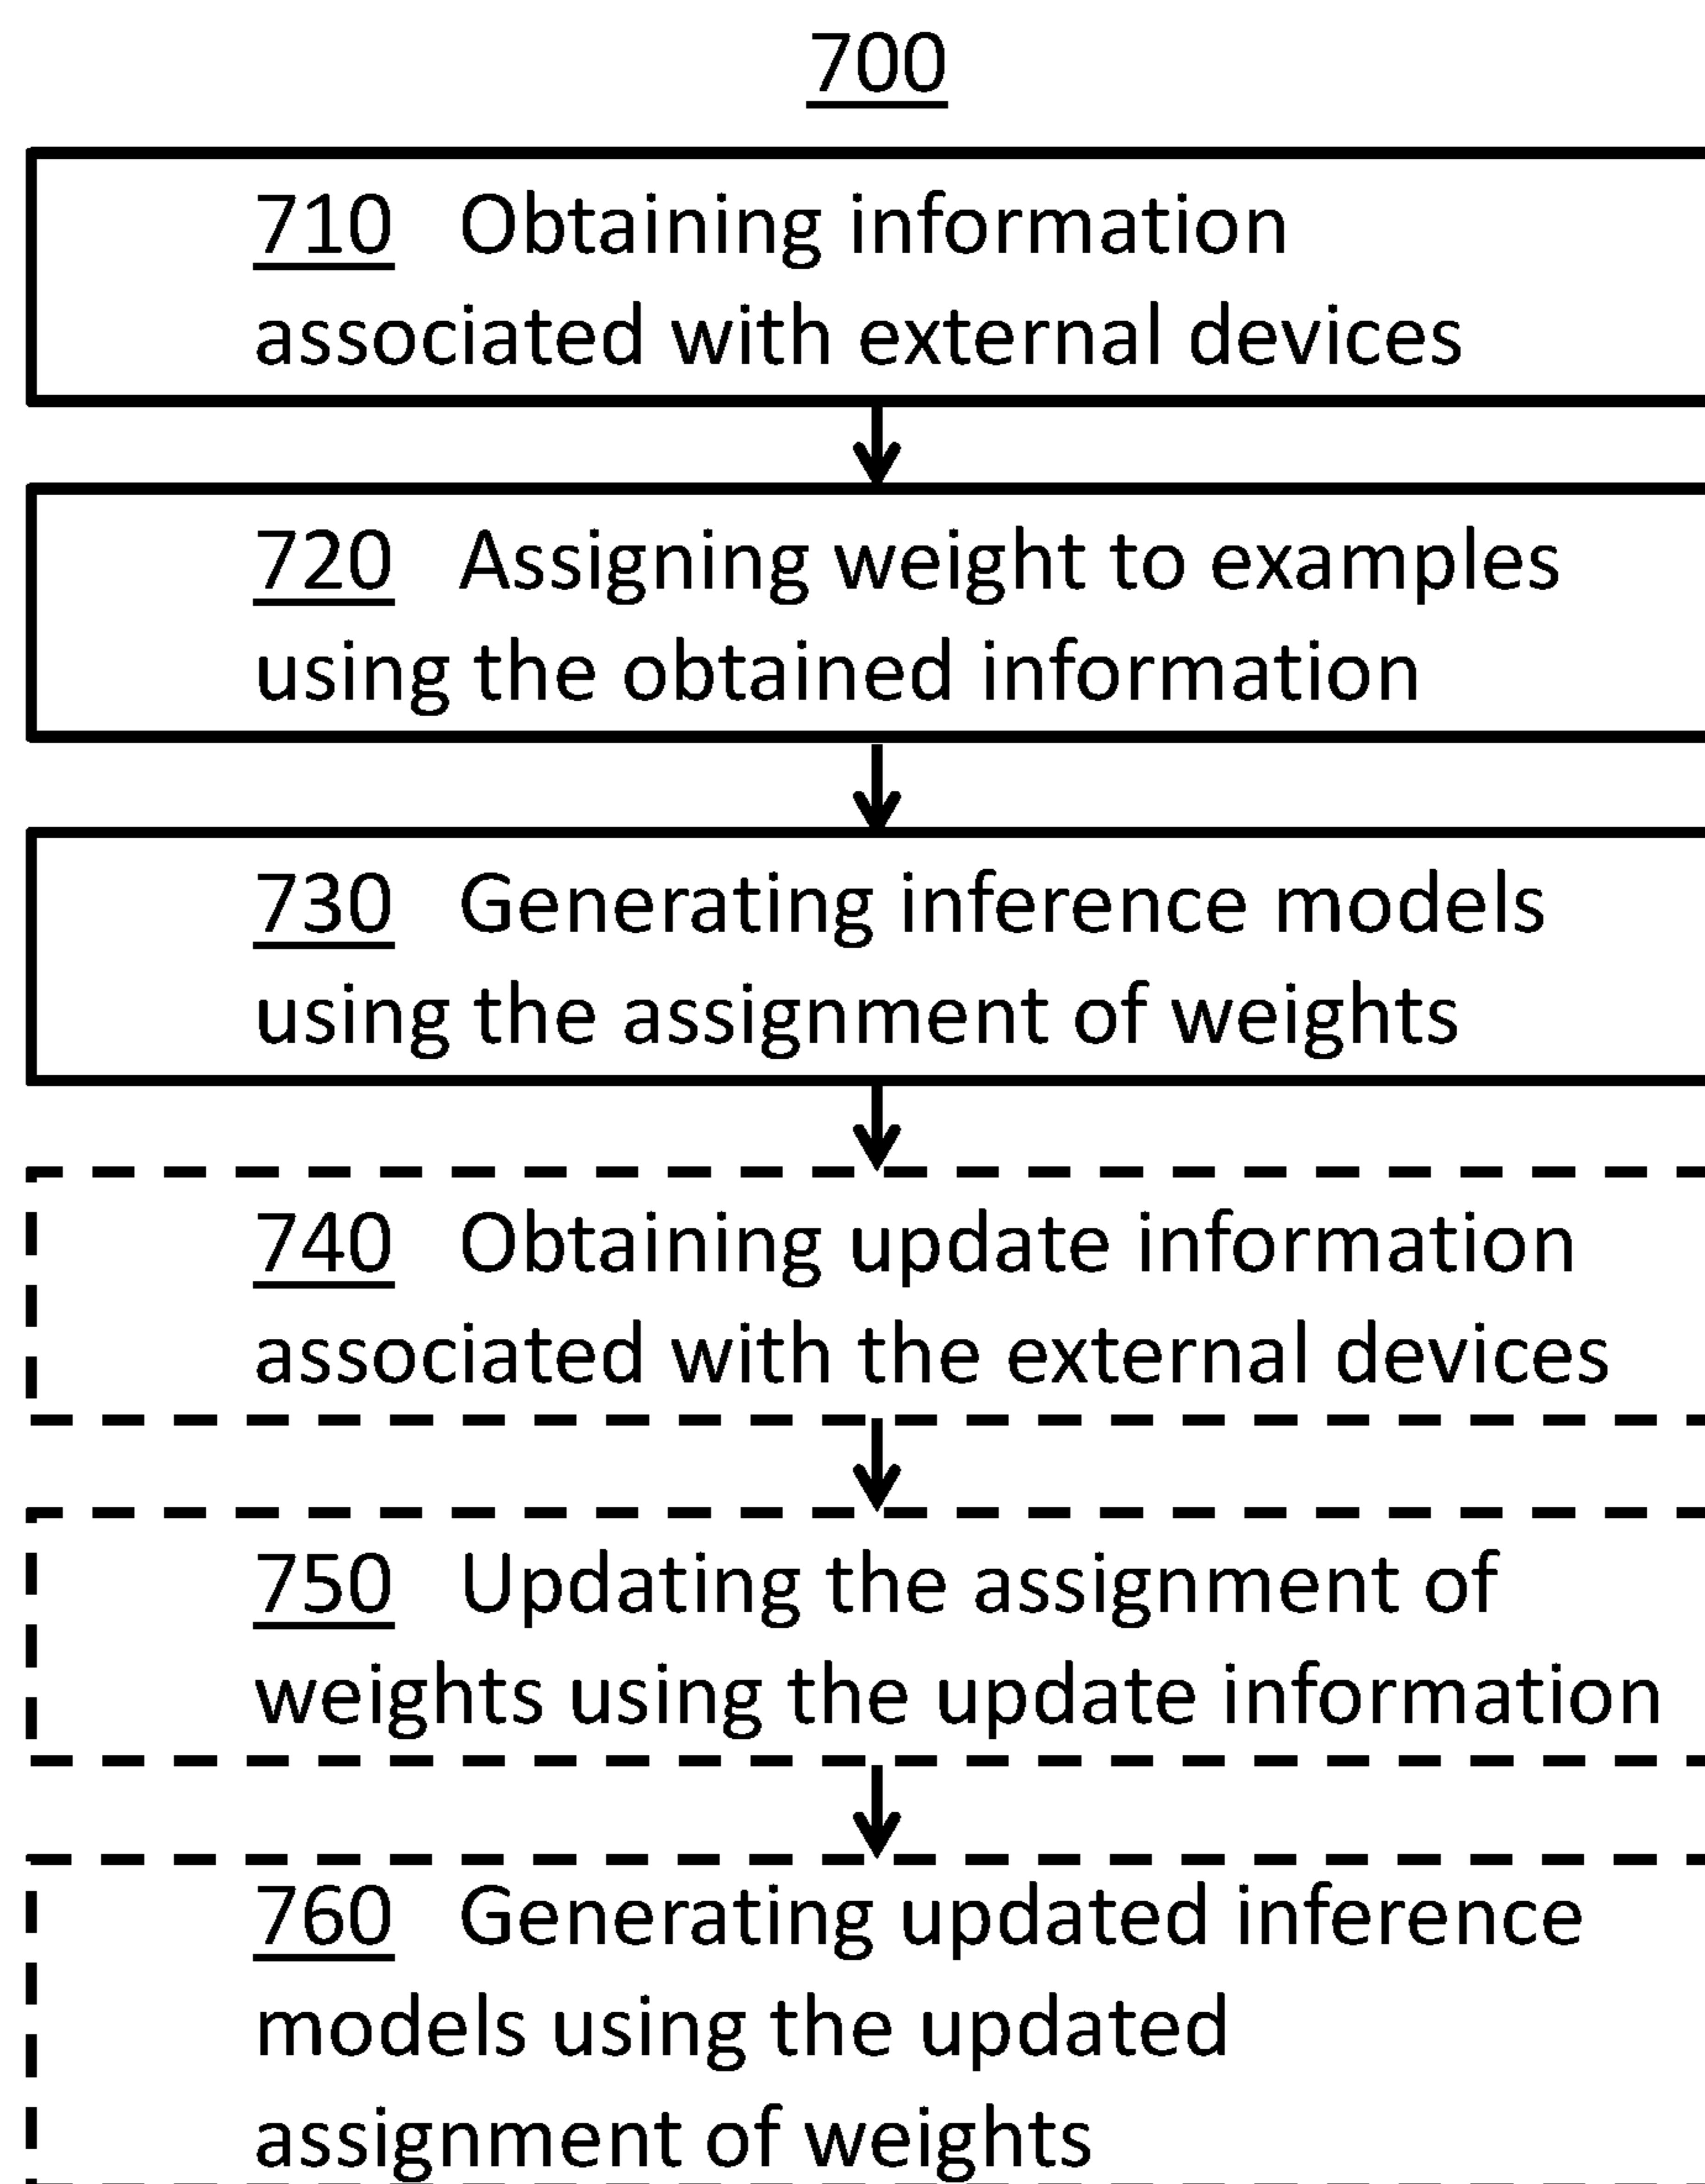 700
710 Obtaining information
associated with external devices
720 Assigning weight to examples
using the obtained information
730 Generating inference models
using the assignment of weights
740 Obtaining update information
associated with the external devices
750 Updating the assignment of
weights using the update information
760 Generating updated inference
models using the updated
assignment of weights